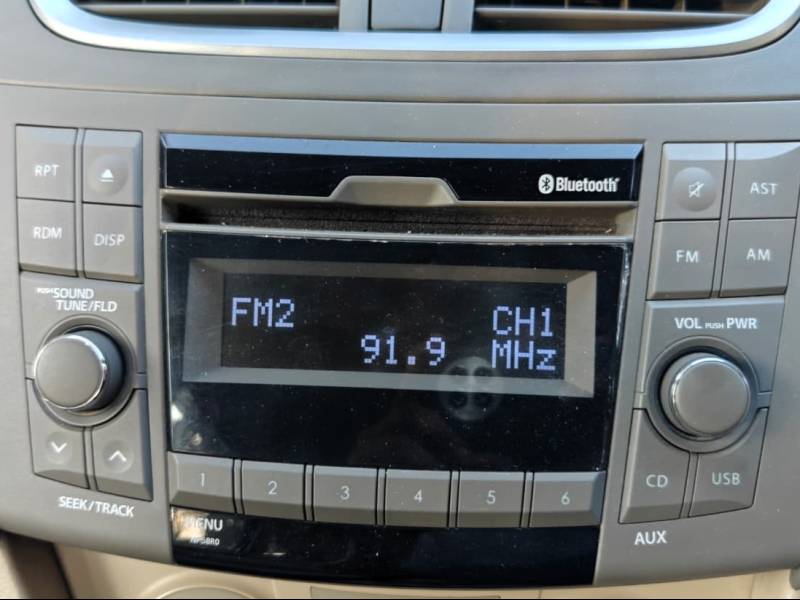 Bluetooth
RPT
RDM
DISP
AST
FM
AM
FM2
CH1
91.9
MHz
PUSH SOUND
TUNE/FLD
VOL PUSH PWR
1
2
3
4
5
6
SEEK/TRACK
MENU
CD
USB
AUX